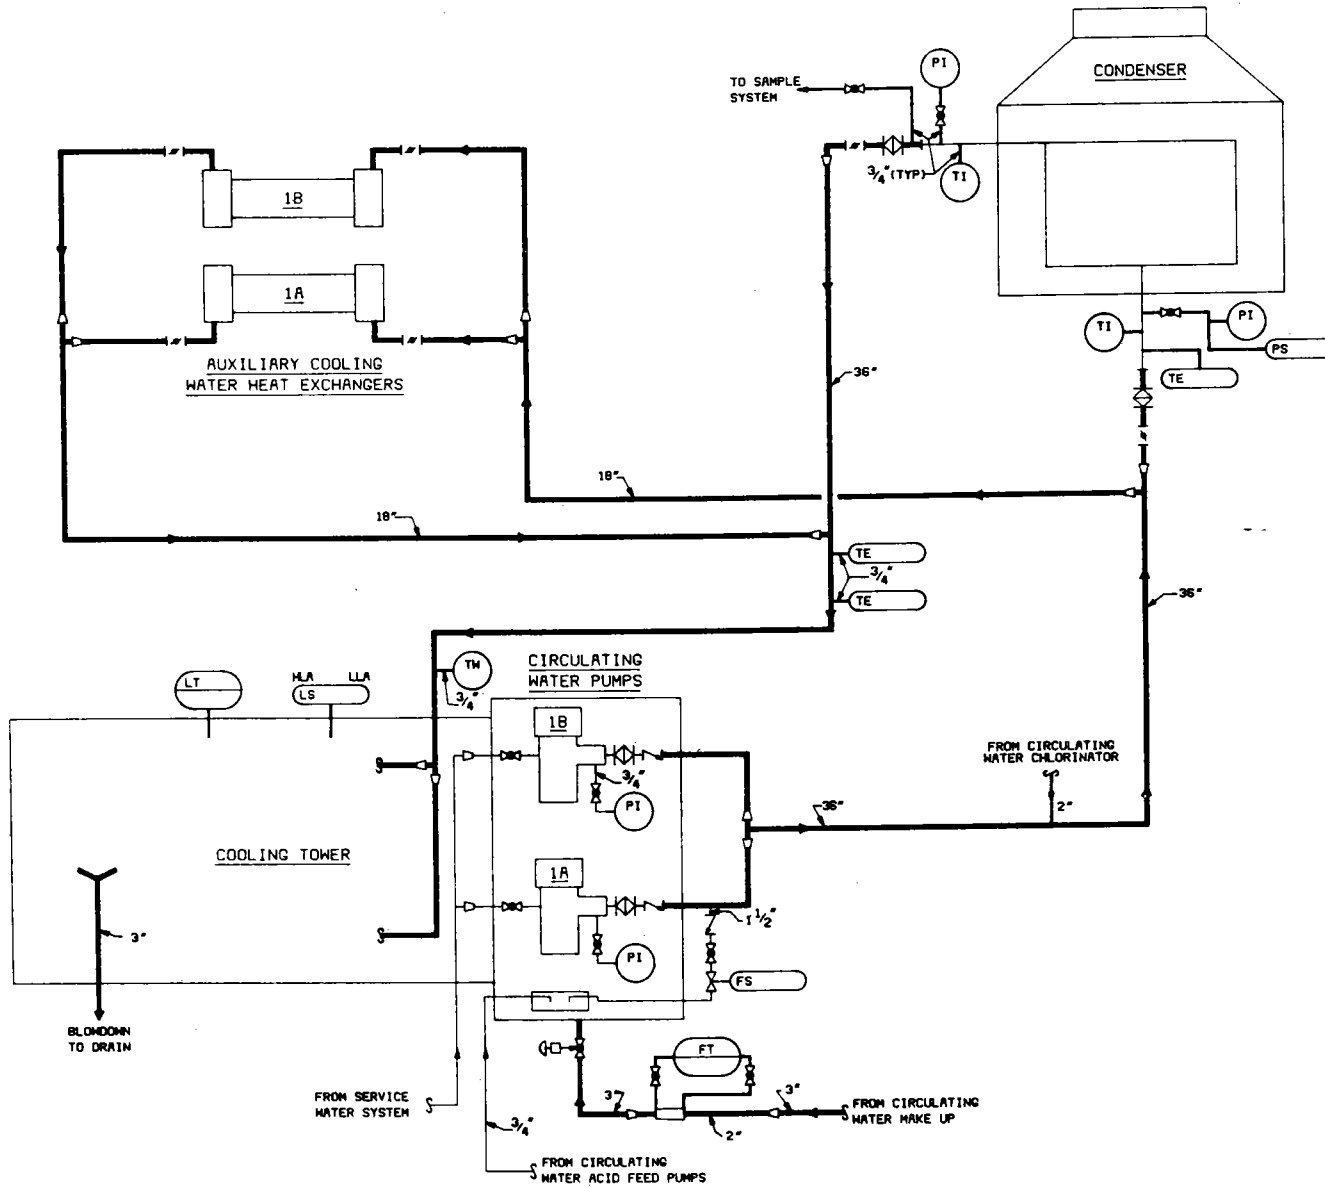 CONDENSER
PI
TO SAMPLE
SYSTEM
3/4" (TYP)
TI
1B
1A
AUXILIARY COOLING
WATER HEAT EXCHANGERS
TI
PI
PS
TE
36"
18"
18"
TE
3/4"
TE
36"
CIRCULATING
WATER PUMPS
TW
3/4"
LT
HLA LLA
LS
1B
3/4"
PI
FROM CIRCULATING
WATER CHLORINATOR
2"
36"
COOLING TOWER
1A
PI
1 1/2"
FS
3"
BLOWDOWN
TO DRAIN
FT
FROM SERVICE
WATER SYSTEM
3"
3"
FROM CIRCULATING
WATER MAKE UP
2"
3/4"
FROM CIRCULATING
WATER ACID FEED PUMPS